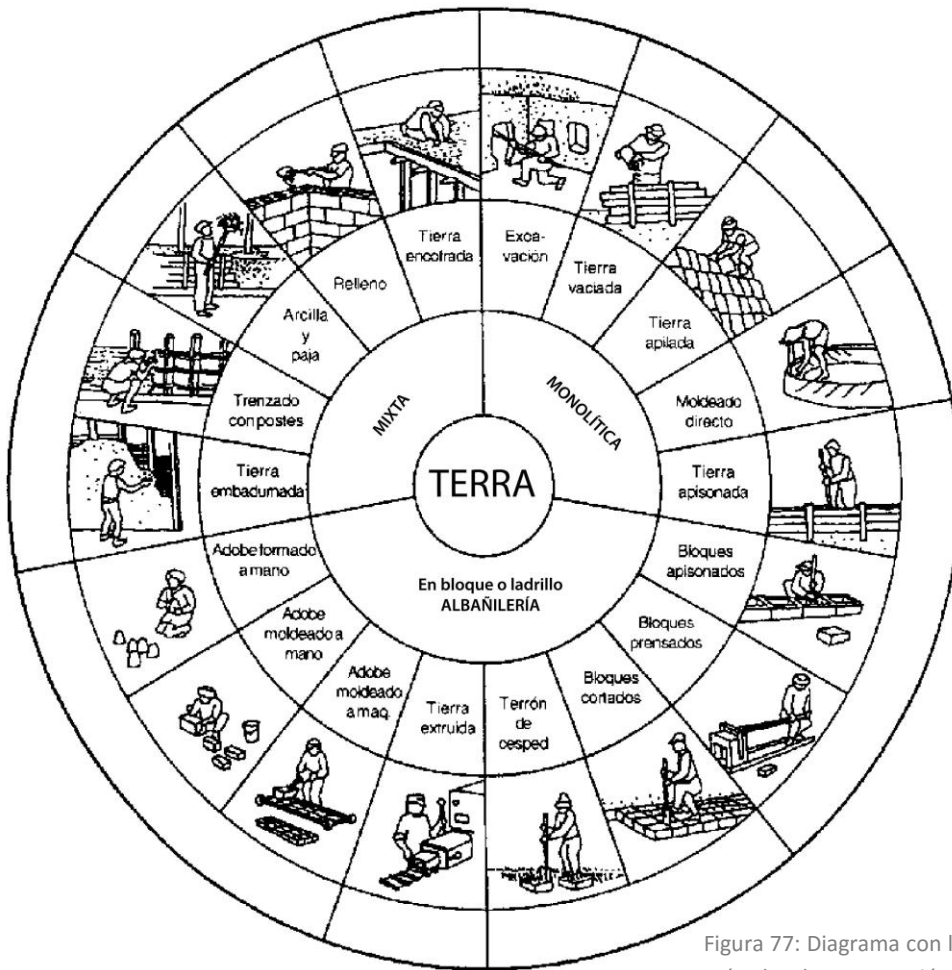 TERRA
MIXTA
MONOLÍTICA
En bloque o ladrillo
ALBAÑILERÍA
Exca-
vación
Tierra
vaciada
Tierra
apilada
Moldeado
directo
Tierra
apisonada
Bloques
apisonados
Bloques
prensados
Bloques
cortados
Terrón
de
cesped
Tierra
extruida
Adobe
moldeado
a maq.
Adobe
moldeado a
mano
Adobe formado
a mano
Tierra
embadurnada
Trenzado
con postes
Arcilla
y
paja
Relleno
Tierra
encofrada
Figura 77: Diagrama con l